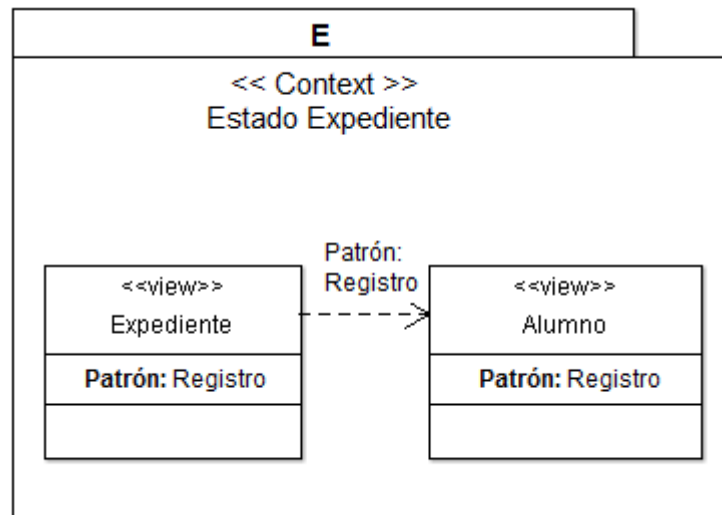 E
<< Context >>
Estado Expediente
Patrón:
Registro
<<view>>
Expediente
Patrón: Registro
<<view>>
Alumno
Patrón: Registro